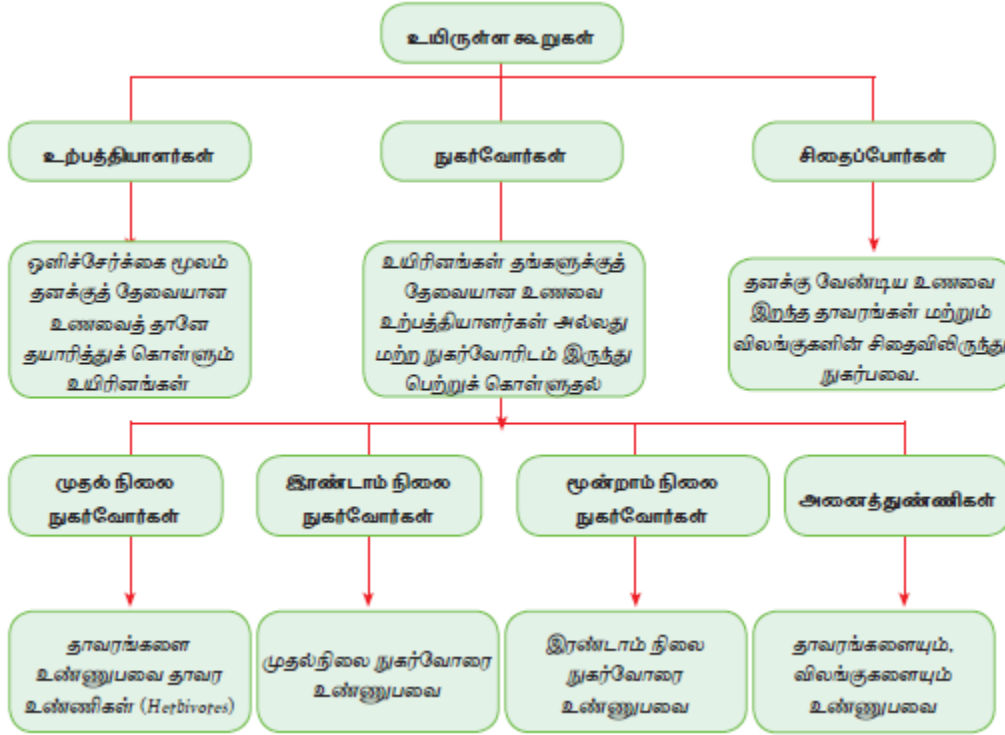 உயிருள்ள கூறுகள்
உற்பத்தியாளர்கள்
நுகர்வோர்கள்
சிதைப்போர்கள்
ஒளிச்சேர்க்கை மூலம்
தனக்குத் தேவையான
உணவைத் தானே
தயாரித்துக் கொள்ளும்
உயிரினங்கள்
உயிரினங்கள் தங்களுக்குத்
தேவையான உணவை
உற்பத்தியாளர்கள் அல்லது
மற்ற நுகர்வோரிடம் இருந்து
பெற்றுக் கொள்ளுதல்
தனக்கு வேண்டிய உணவை
இறந்த தாவரங்கள் மற்றும்
விலங்குகளின் சிதைவிலிருந்து
நுகர்பவை.
முதல் நிலை
நுகர்வோர்கள்
இரண்டாம் நிலை
நுகர்வோர்கள்
மூன்றாம் நிலை
நுகர்வோர்கள்
அனைத்துண்ணிகள்
தாவரங்களை
உண்ணுபவை தாவர
உண்ணிகள் (Herbivores)
முதல்நிலை நுகர்வோரை
உண்ணுபவை
இரண்டாம் நிலை
நுகர்வோரை
உண்ணுபவை
தாவரங்களையும்,
விலங்குகளையும்
உண்ணுபவை